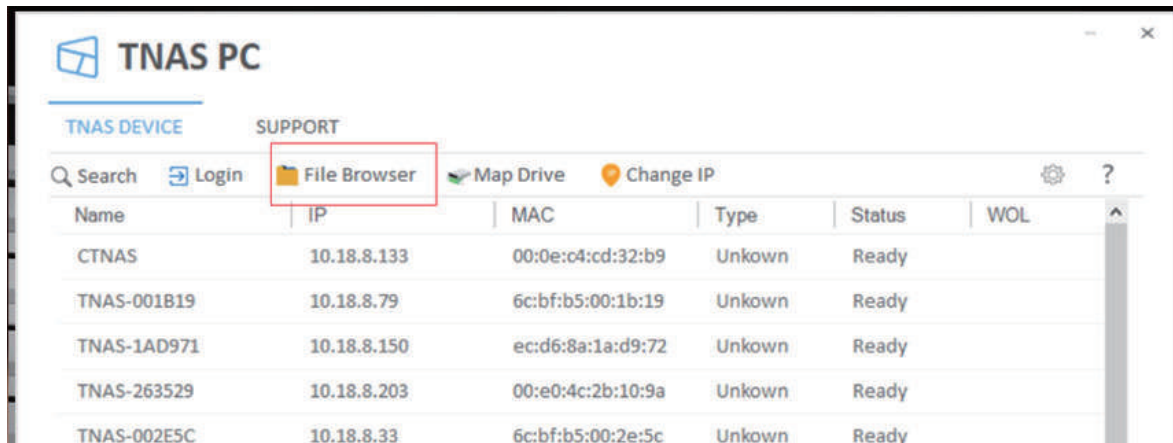 TNAS PC
TNAS DEVICE SUPPORT
Search Login File Browser Map Drive Change IP ?
Name IP MAC Type Status WOL
CTNAS 10.18.8.133 00:0e:c4:cd:32:b9 Unkown Ready
TNAS-001B19 10.18.8.79 6c:bf:b5:00:1b:19 Unkown Ready
TNAS-1AD971 10.18.8.150 ec:d6:8a:1a:d9:72 Unkown Ready
TNAS-263529 10.18.8.203 00:e0:4c:2b:10:9a Unkown Ready
TNAS-002E5C 10.18.8.33 6c:bf:b5:00:2e:5c Unkown Ready